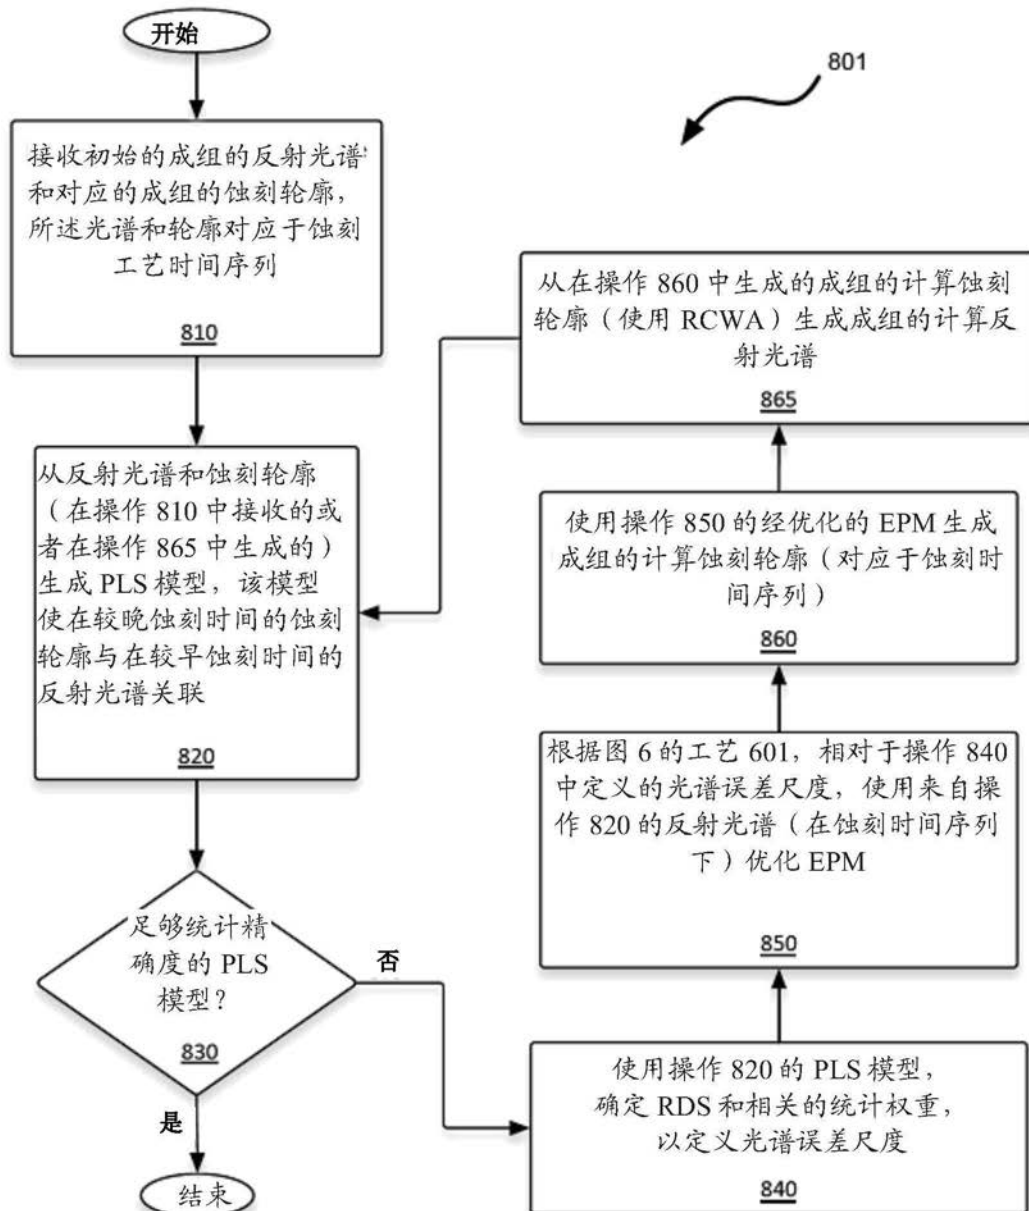 开始
801
接收初始的成组的反射光谱
和对应的成组的蚀刻轮廓，
所述光谱和轮廓对应于蚀刻
工艺时间序列
810
从反射光谱和蚀刻轮廓
（在操作 810 中接收的或
者在操作 865 中生成的）
生成 PLS 模型，该模型
使在较晚蚀刻时间的蚀刻
轮廓与在较早蚀刻时间的
反射光谱关联
820
足够统计精
确度的 PLS
模型？
830
是
结束
否
使用操作 820 的 PLS 模型，
确定 RDS 和相关的统计权重，
以定义光谱误差尺度
840
根据图 6 的工艺 601，相对于操作 840
中定义的光谱误差尺度，使用来自操
作 820 的反射光谱（在蚀刻时间序列
下）优化 EPM
850
使用操作 850 的经优化的 EPM 生成
成组的计算蚀刻轮廓（对应于蚀刻时
间序列）
860
从在操作 860 中生成的成组的计算蚀刻
轮廓（使用 RCWA）生成成组的计算反
射光谱
865